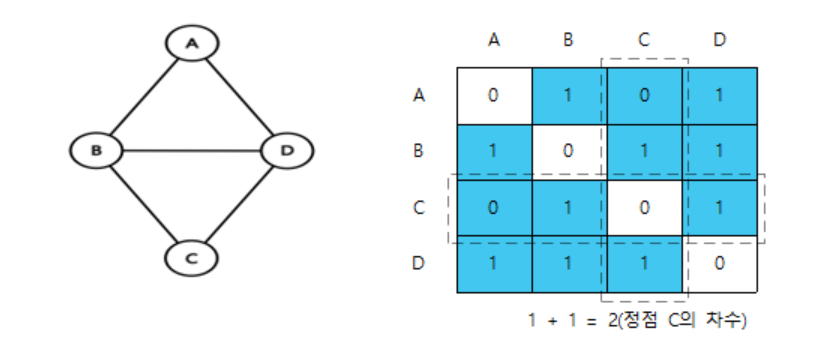 A
B
D
C
A B C D
A 0 1 0 1
B 1 0 1 1
C 0 1 0 1
D 1 1 1 0
1 + 1 = 2(정점 C의 차수)